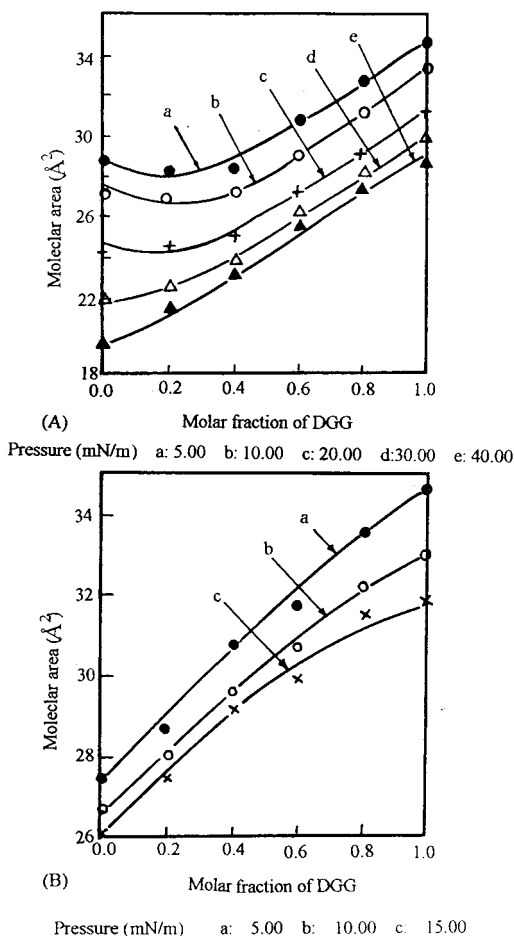 34
30
26
22
18
Moleclar area (Å²)
a
b
c
d
e
0.0 0.2 0.4 0.6 0.8 1.0
(A)
Molar fraction of DGG
Pressure (mN/m) a: 5.00 b: 10.00 c: 20.00 d:30.00 e: 40.00
34
32
30
28
26
Moleclar area (Å²)
a
b
c
0.0 0.2 0.4 0.6 0.8 1.0
(B)
Molar fraction of DGG
Pressure (mN/m) a: 5.00 b: 10.00 c: 15.00